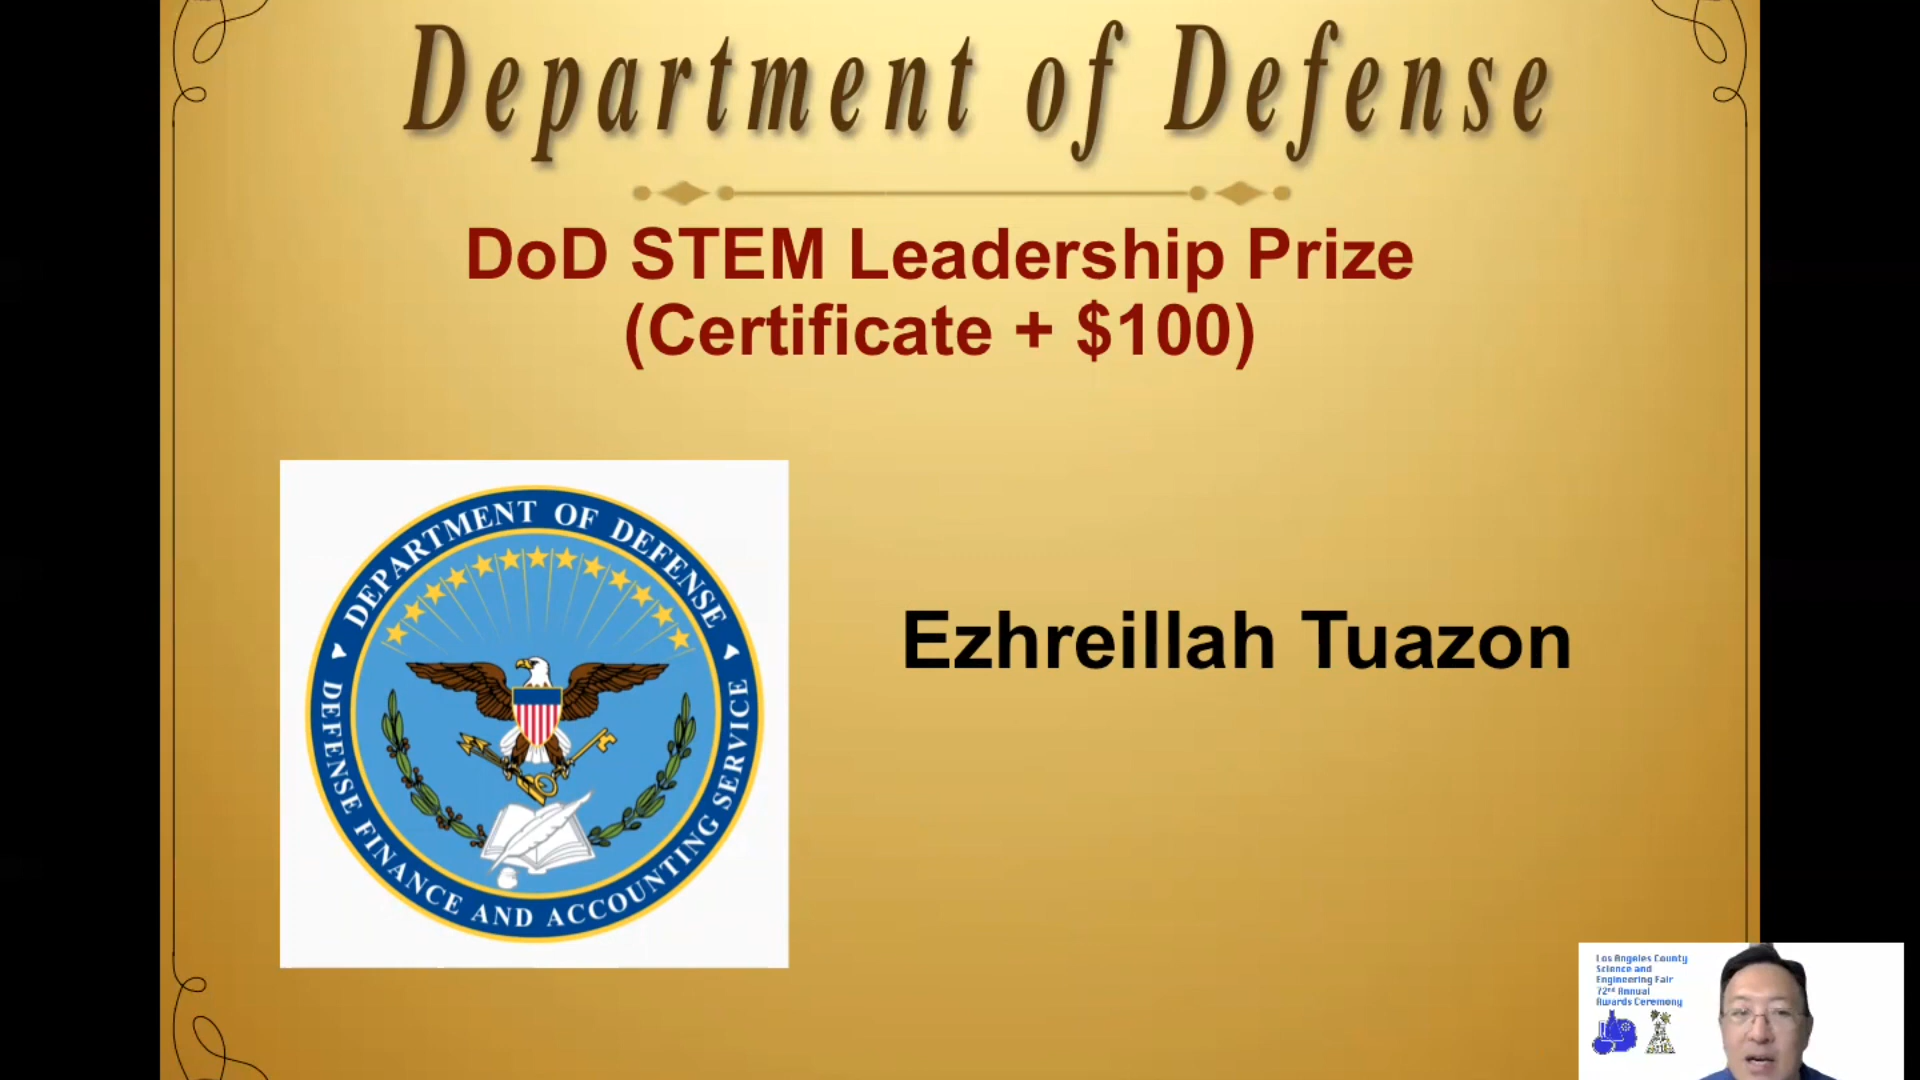 Department of Defense
DoD STEM Leadership Prize
(Certificate + $100)
DEPARTMENT OF DEFENSE
DEFENSE FINANCE AND ACCOUNTING SERVICE
Ezhreillah Tuazon
Los Angeles County
Science and
Engineering Fair
72nd Annual
Awards Ceremony